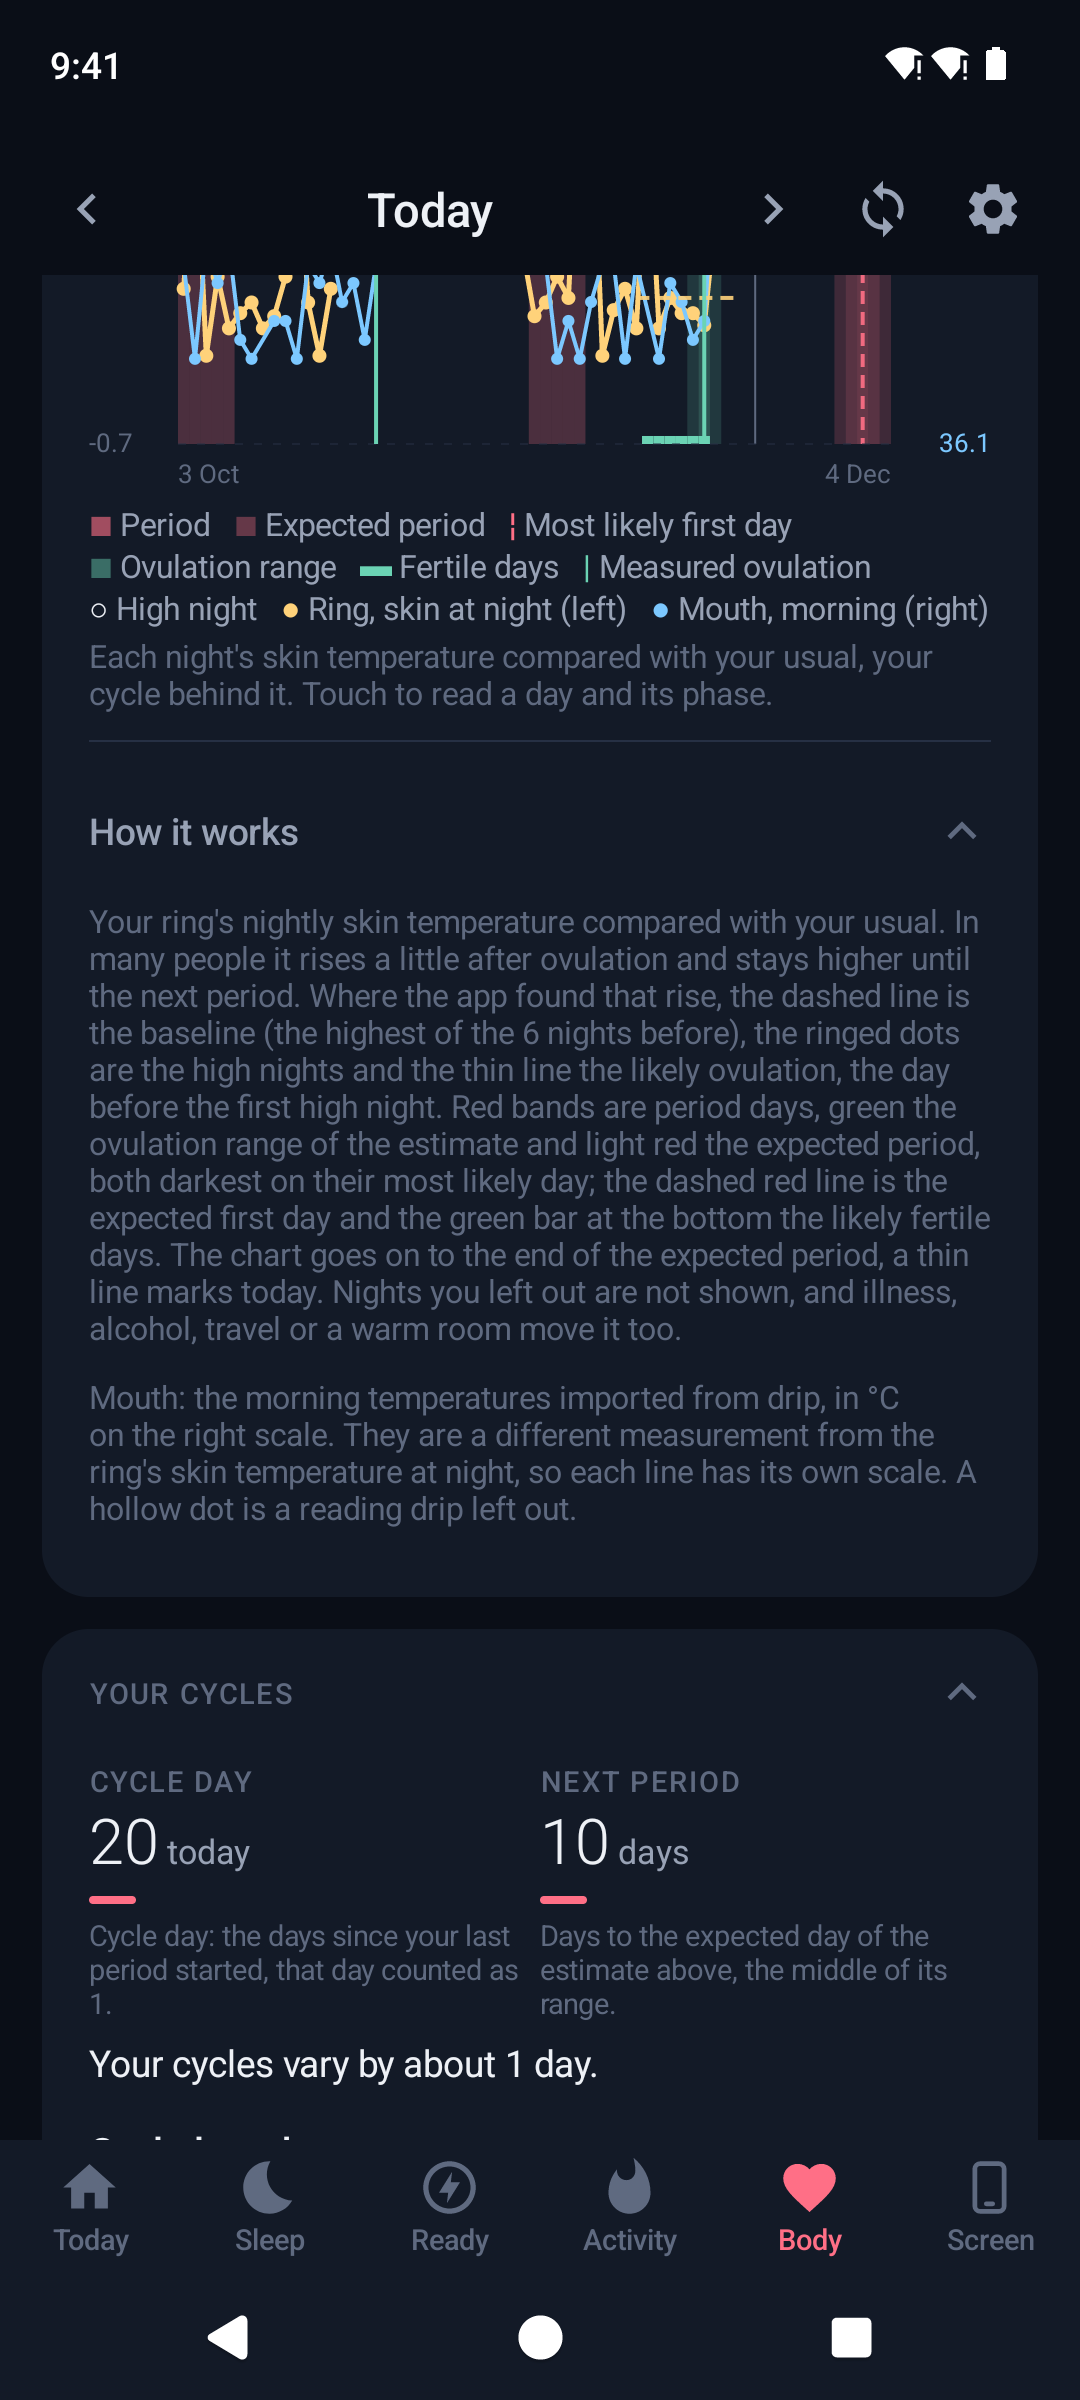 9:41
Today
-0.7
36.1
3 Oct
4 Dec
Period
Expected period
Most likely first day
Ovulation range
Fertile days
Measured ovulation
High night
Ring, skin at night (left)
Mouth, morning (right)
Each night's skin temperature compared with your usual, your
cycle behind it. Touch to read a day and its phase.
How it works
Your ring's nightly skin temperature compared with your usual. In
many people it rises a little after ovulation and stays higher until
the next period. Where the app found that rise, the dashed line is
the baseline (the highest of the 6 nights before), the ringed dots
are the high nights and the thin line the likely ovulation, the day
before the first high night. Red bands are period days, green the
ovulation range of the estimate and light red the expected period,
both darkest on their most likely day; the dashed red line is the
expected first day and the green bar at the bottom the likely fertile
days. The chart goes on to the end of the expected period, a thin
line marks today. Nights you left out are not shown, and illness,
alcohol, travel or a warm room move it too.
Mouth: the morning temperatures imported from drip, in °C
on the right scale. They are a different measurement from the
ring's skin temperature at night, so each line has its own scale. A
hollow dot is a reading drip left out.
YOUR CYCLES
CYCLE DAY
20 today
Cycle day: the days since your last
period started, that day counted as
1.
NEXT PERIOD
10 days
Days to the expected day of the
estimate above, the middle of its
range.
Your cycles vary by about 1 day.
Today
Sleep
Ready
Activity
Body
Screen